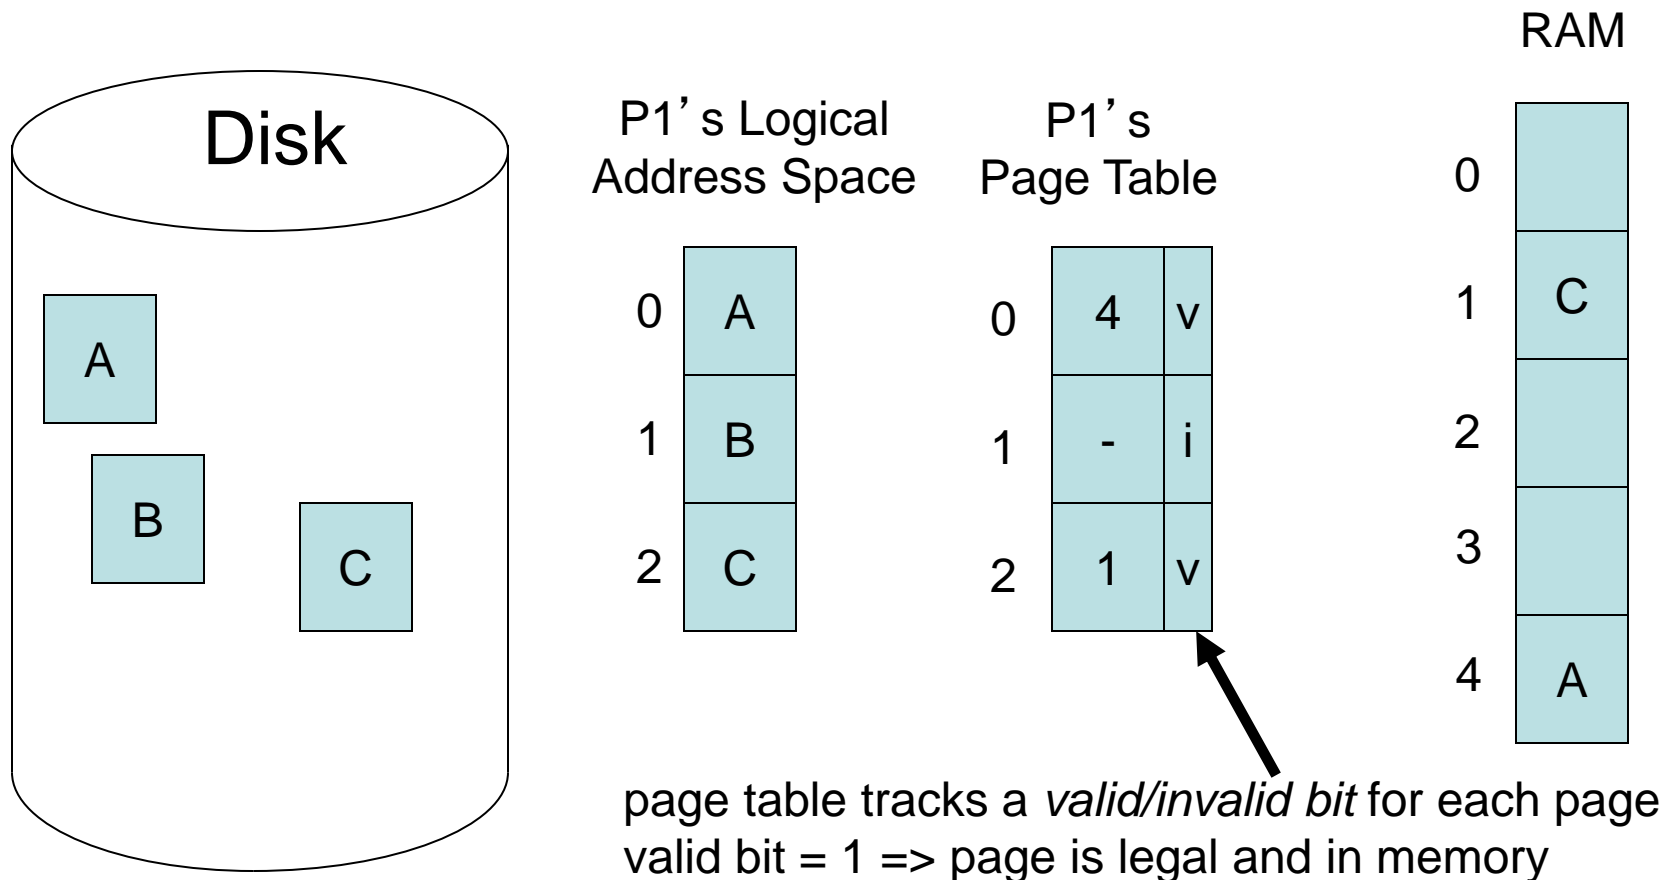 RAM
Disk
P1’s Logical
Address Space
P1’s
Page Table
A
B
C
0 A
1 B
2 C
0 4 v
1 - i
2 1 v
0
1 C
2
3
4 A
page table tracks a valid/invalid bit for each page
valid bit = 1 => page is legal and in memory